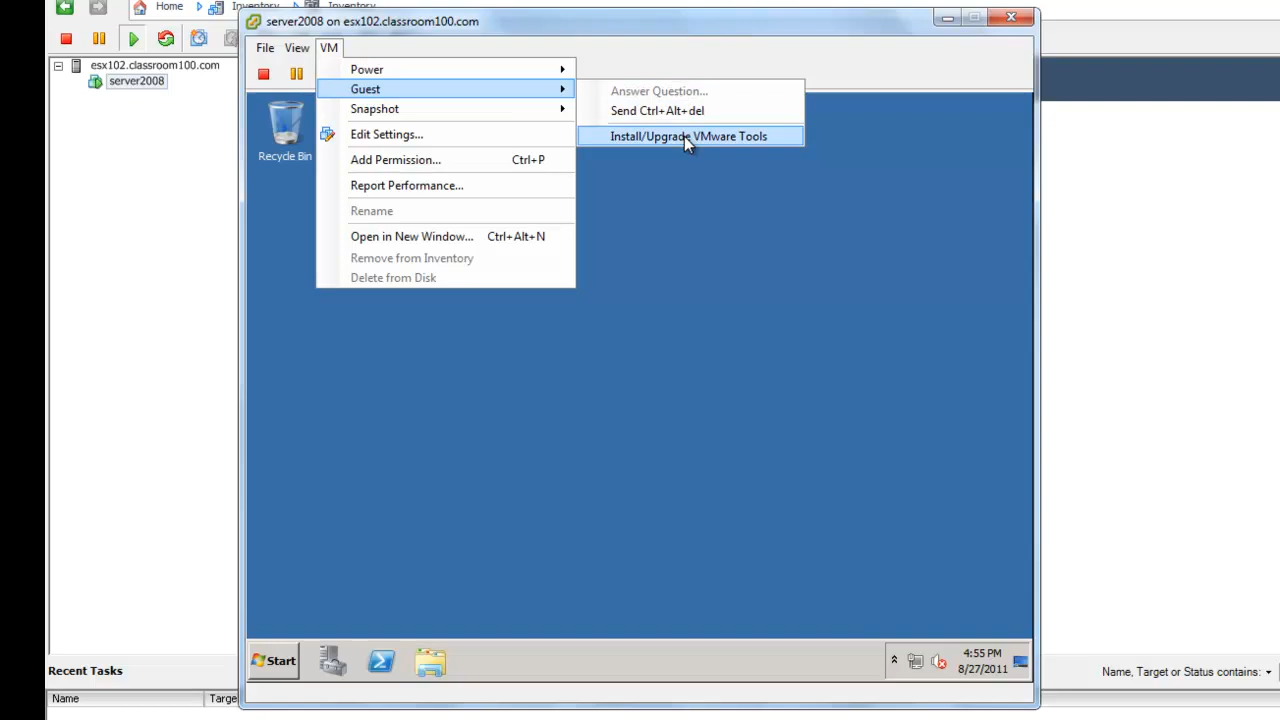 Home Inventory Inventory
server2008 on esx102.classroom100.com
File View VM
esx102.classroom100.com
server2008
Power
Guest
Snapshot
Edit Settings...
Add Permission... Ctrl+P
Report Performance...
Rename
Open in New Window... Ctrl+Alt+N
Remove from Inventory
Delete from Disk
Answer Question...
Send Ctrl+Alt+del
Install/Upgrade VMware Tools
Recycle Bin
Start
4:55 PM
8/27/2011
Recent Tasks
Name, Target or Status contains:
Name Targe